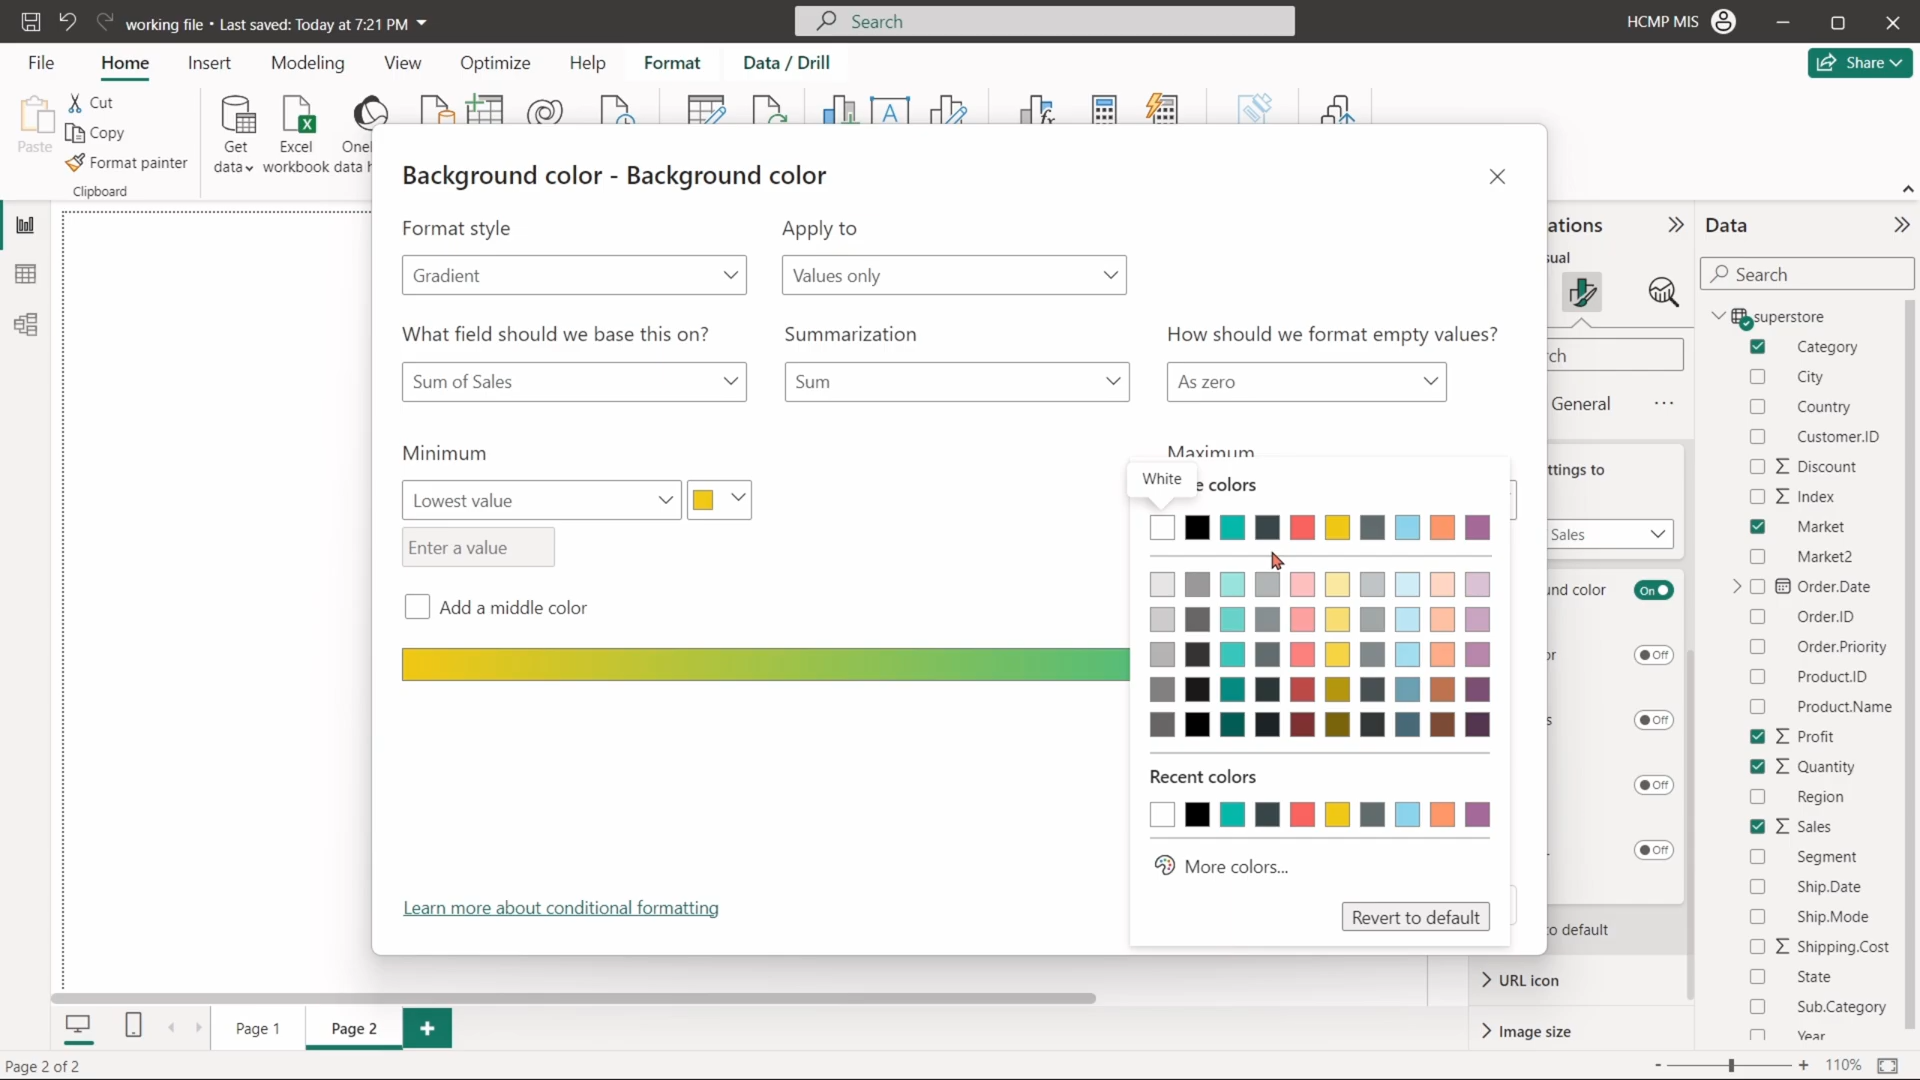 working file • Last saved: Today at 7:21 PM
Search
HCMP MIS
File
Home
Insert
Modeling
View
Optimize
Help
Format
Data / Drill
Share
Paste
Cut
Copy
Format painter
Clipboard
Get data
Excel workbook
Background color - Background color
Format style
Gradient
Apply to
Values only
What field should we base this on?
Sum of Sales
Summarization
Sum
How should we format empty values?
As zero
Minimum
Lowest value
Enter a value
Maximum
Add a middle color
White
colors
Recent colors
More colors...
Revert to default
Learn more about conditional formatting
General
Sales
On
Off
Off
Off
Off
to default
URL icon
Image size
Data
Search
superstore
Category
City
Country
Customer.ID
Discount
Index
Market
Market2
Order.Date
Order.ID
Order.Priority
Product.ID
Product.Name
Profit
Quantity
Region
Sales
Segment
Ship.Date
Ship.Mode
Shipping.Cost
State
Sub.Category
Year
Page 1
Page 2
Page 2 of 2
110%